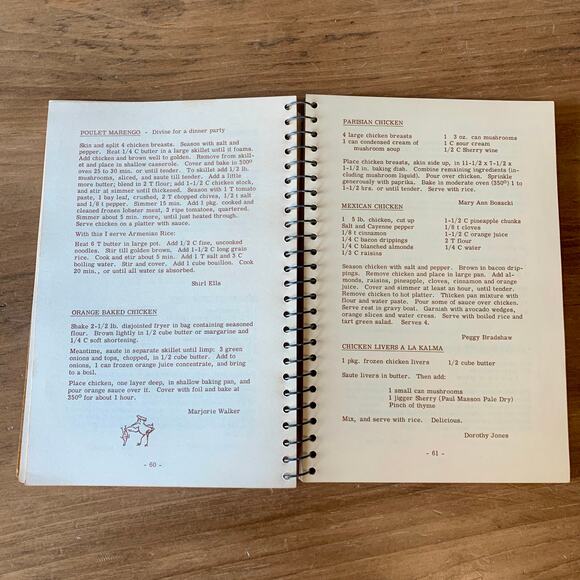 POULET MARENGO - Divine for a dinner party
Skin and split 4 chicken breasts. Season with salt and
pepper. Heat 1/4 C butter in a large skillet until it foams.
Add chicken and brown well to golden. Remove from skill-
et and place in shallow casserole. Cover and bake in 300°
oven 25 to 30 min. or until tender. To skillet add 1/2 lb.
mushrooms, sliced, and saute till tender. Add a little
more butter; blend in 2 T flour; add 1-1/2 C chicken stock,
and stir at simmer until thickened. Season with 1 T tomato
paste, 1 bay leaf, crushed, 2 T chopped chives, 1/2 t salt
and 1/8 t pepper. Simmer 15 min. Add 1 pkg. cooked and
cleaned frozen lobster meat, 3 ripe tomatoes, quartered.
Simmer about 5 min. more, until just heated through.
Serve chicken on a platter with sauce.
With this I serve Armenian Rice:
Heat 6 T butter in large pot. Add 1/2 C fine, uncooked
noodles. Stir till golden brown. Add 1-1/2 C long grain
rice. Cook and stir about 5 min. Add 1 T salt and 3 C
boiling water. Stir and cover. Add 1 cube bouillon. Cook
20 min., or until all water is absorbed.
Shirl Ells
ORANGE BAKED CHICKEN
Shake 2-1/2 lb. disjointed fryer in bag containing seasoned
flour. Brown lightly in 1/2 cube butter or margarine and
1/4 C soft shortening.
Meantime, saute in separate skillet until limp: 3 green
onions and tops, chopped, in 1/2 cube butter. Add to
onions, 1 can frozen orange juice concentrate, and bring
to a boil.
Place chicken, one layer deep, in shallow baking pan, and
pour orange sauce over it. Cover with foil and bake at
350° for about 1 hour.
Marjorie Walker
- 60 -
PARISIAN CHICKEN
4 large chicken breasts 1 3 oz. can mushrooms
1 can condensed cream of 1 C sour cream
mushroom soup 1/2 C Sherry wine
Place chicken breasts, skin side up, in 11-1/2 x 7-1/2 x
1-1/2 in. baking dish. Combine remaining ingredients (in-
cluding mushroom liquid). Pour over chicken. Sprinkle
generously with paprika. Bake in moderate oven (350°) 1 to
1-1/2 hrs. or until tender. Serve with rice.
Mary Ann Bosacki
MEXICAN CHICKEN
1 5 lb. chicken, cut up 1-1/2 C pineapple chunks
Salt and Cayenne pepper 1/8 t cloves
1/8 t cinnamos 1-1/2 C orange juice
1/4 C bacon drippings 2 T flour
1/4 C blanched almonds 1/4 C water
1/3 C raisins
Season chicken with salt and pepper. Brown in bacon drip-
pings. Remove chicken and place in large pan. Add al-
monds, raisins, pineapple, cloves, cinnamon and orange
juice. Cover and simmer at least an hour, until tender.
Remove chicken to hot platter. Thicken pan mixture with
flour and water paste. Pour some of sauce over chicken.
Serve rest in gravy boat. Garnish with avocado wedges,
orange slices and water cress. Serve with boiled rice and
tart green salad. Serves 4.
Peggy Bradshaw
CHICKEN LIVERS A LA KALMA
1 pkg. frozen chicken livers 1/2 cube butter
Saute livers in butter. Then add:
1 small can mushrooms
1 jigger Sherry (Paul Masson Pale Dry)
Pinch of thyme
Mix, and serve with rice. Delicious.
Dorothy Jones
- 61 -